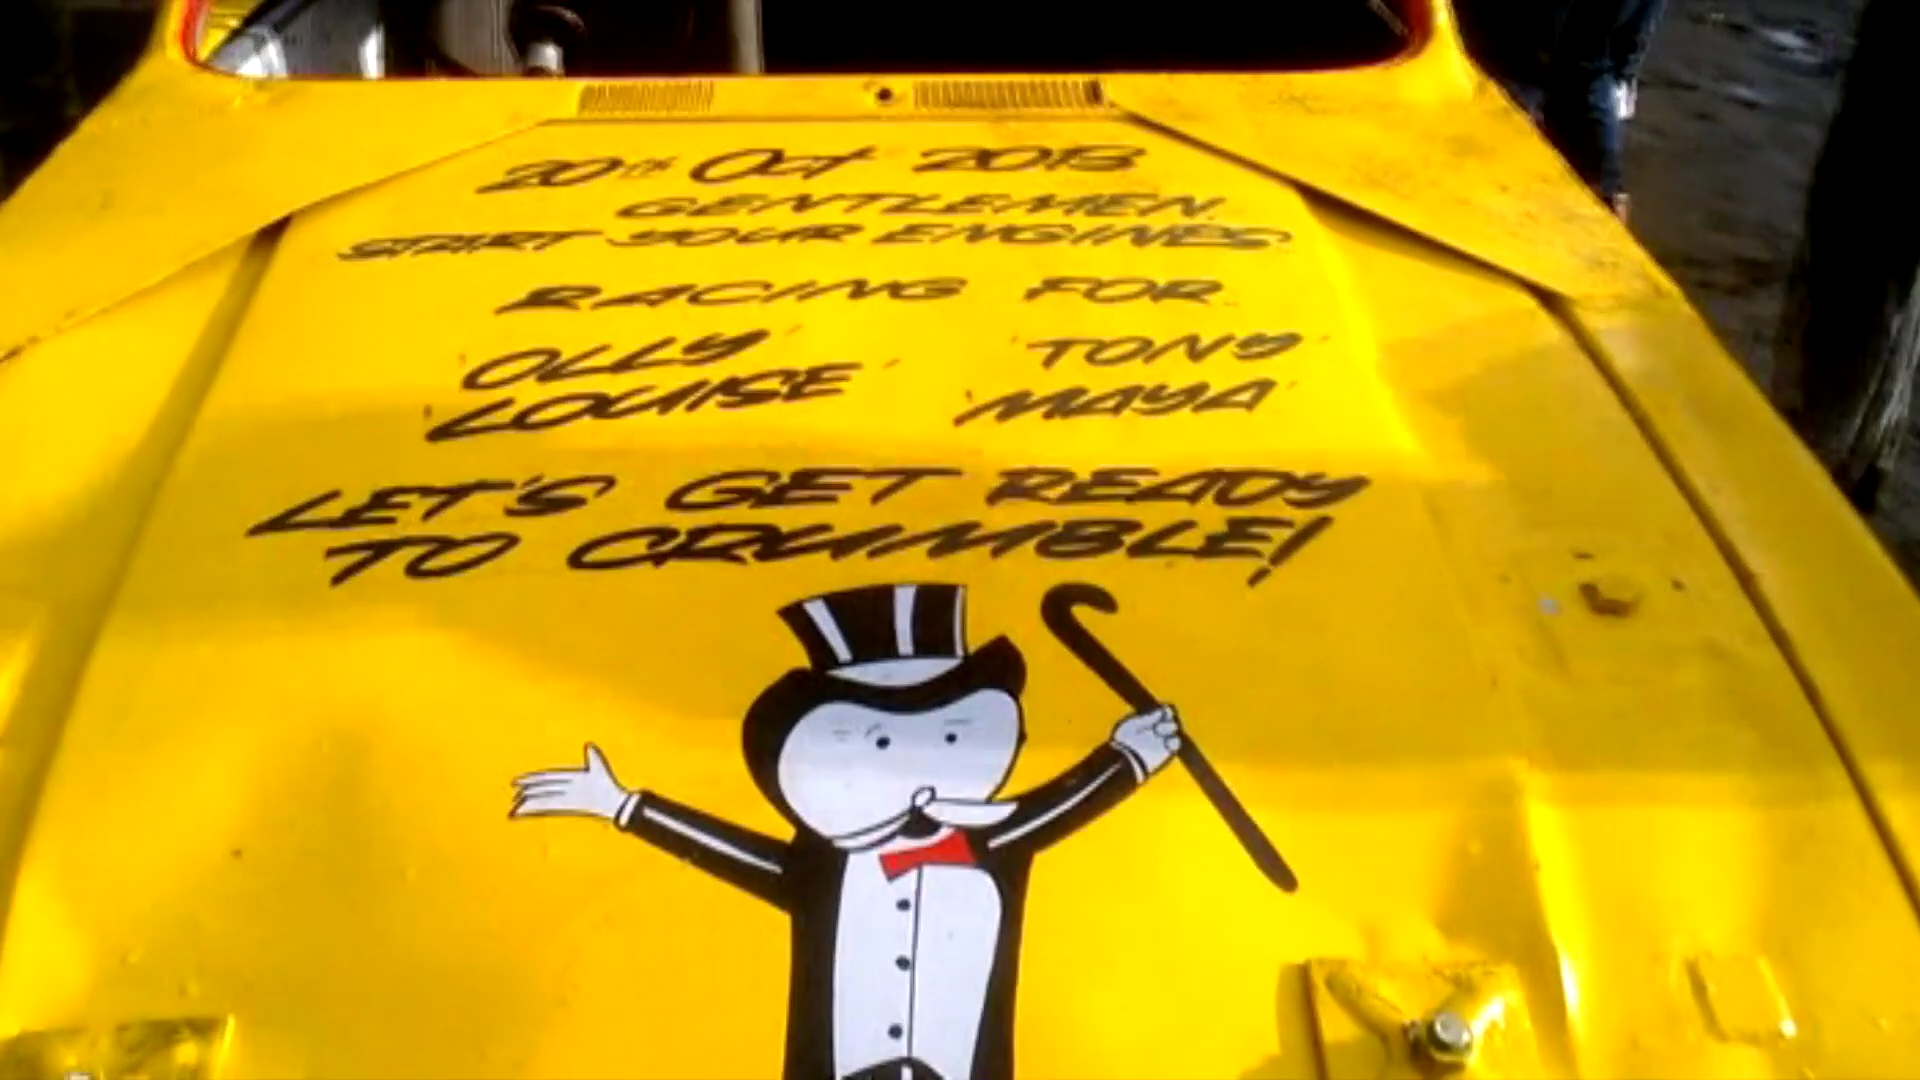 20th Oct 2013
GENTLEMEN
START YOUR ENGINES
RACING FOR
OLLY TONY
LOUISE MAYA
LET'S GET READY
TO CRUMBLE!